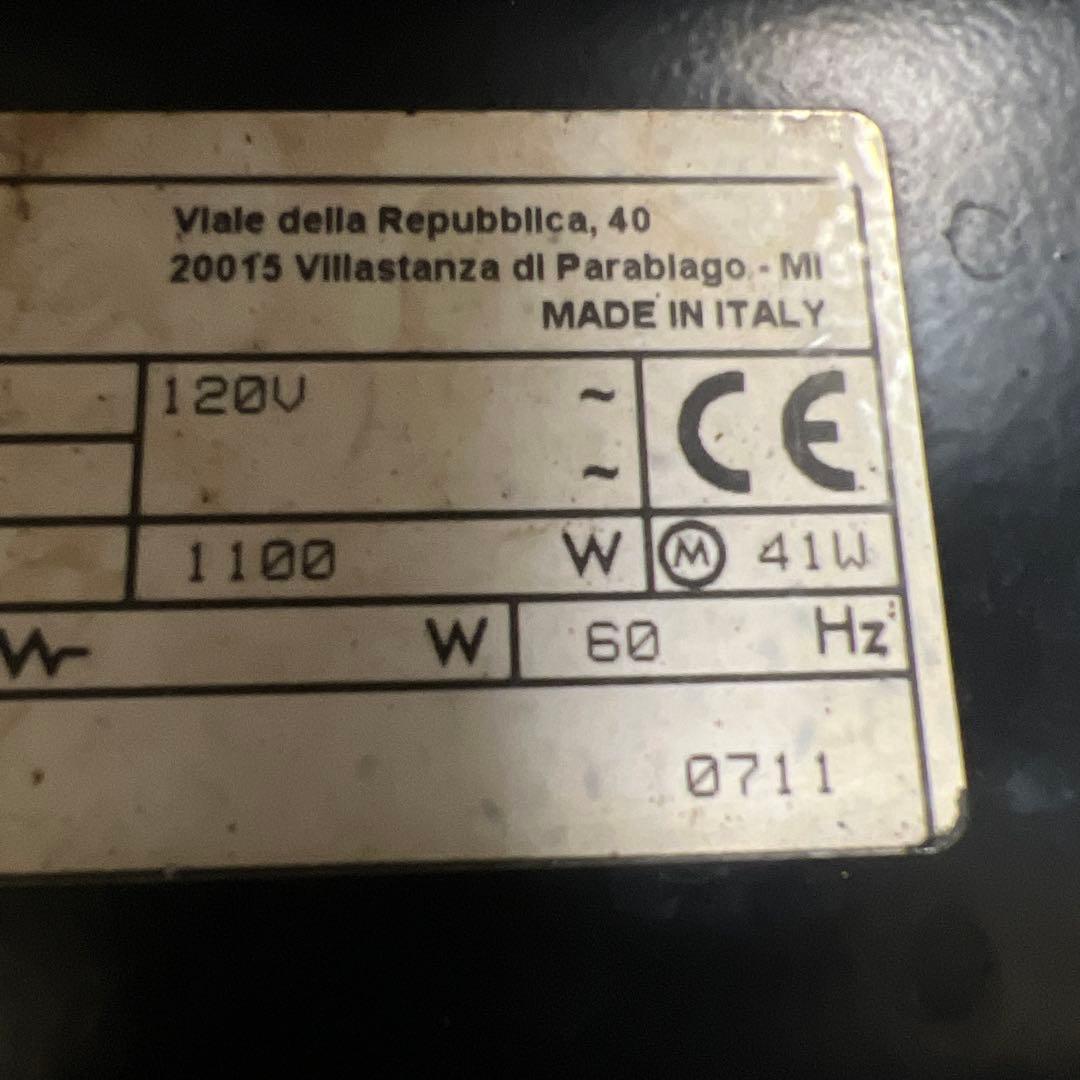 Viale della Repubblica, 40
20015 Villastanza di Parabiago - MI
MADE IN ITALY
120V ~
~
CE
1100 W
M 41W
W
60 Hz
0711